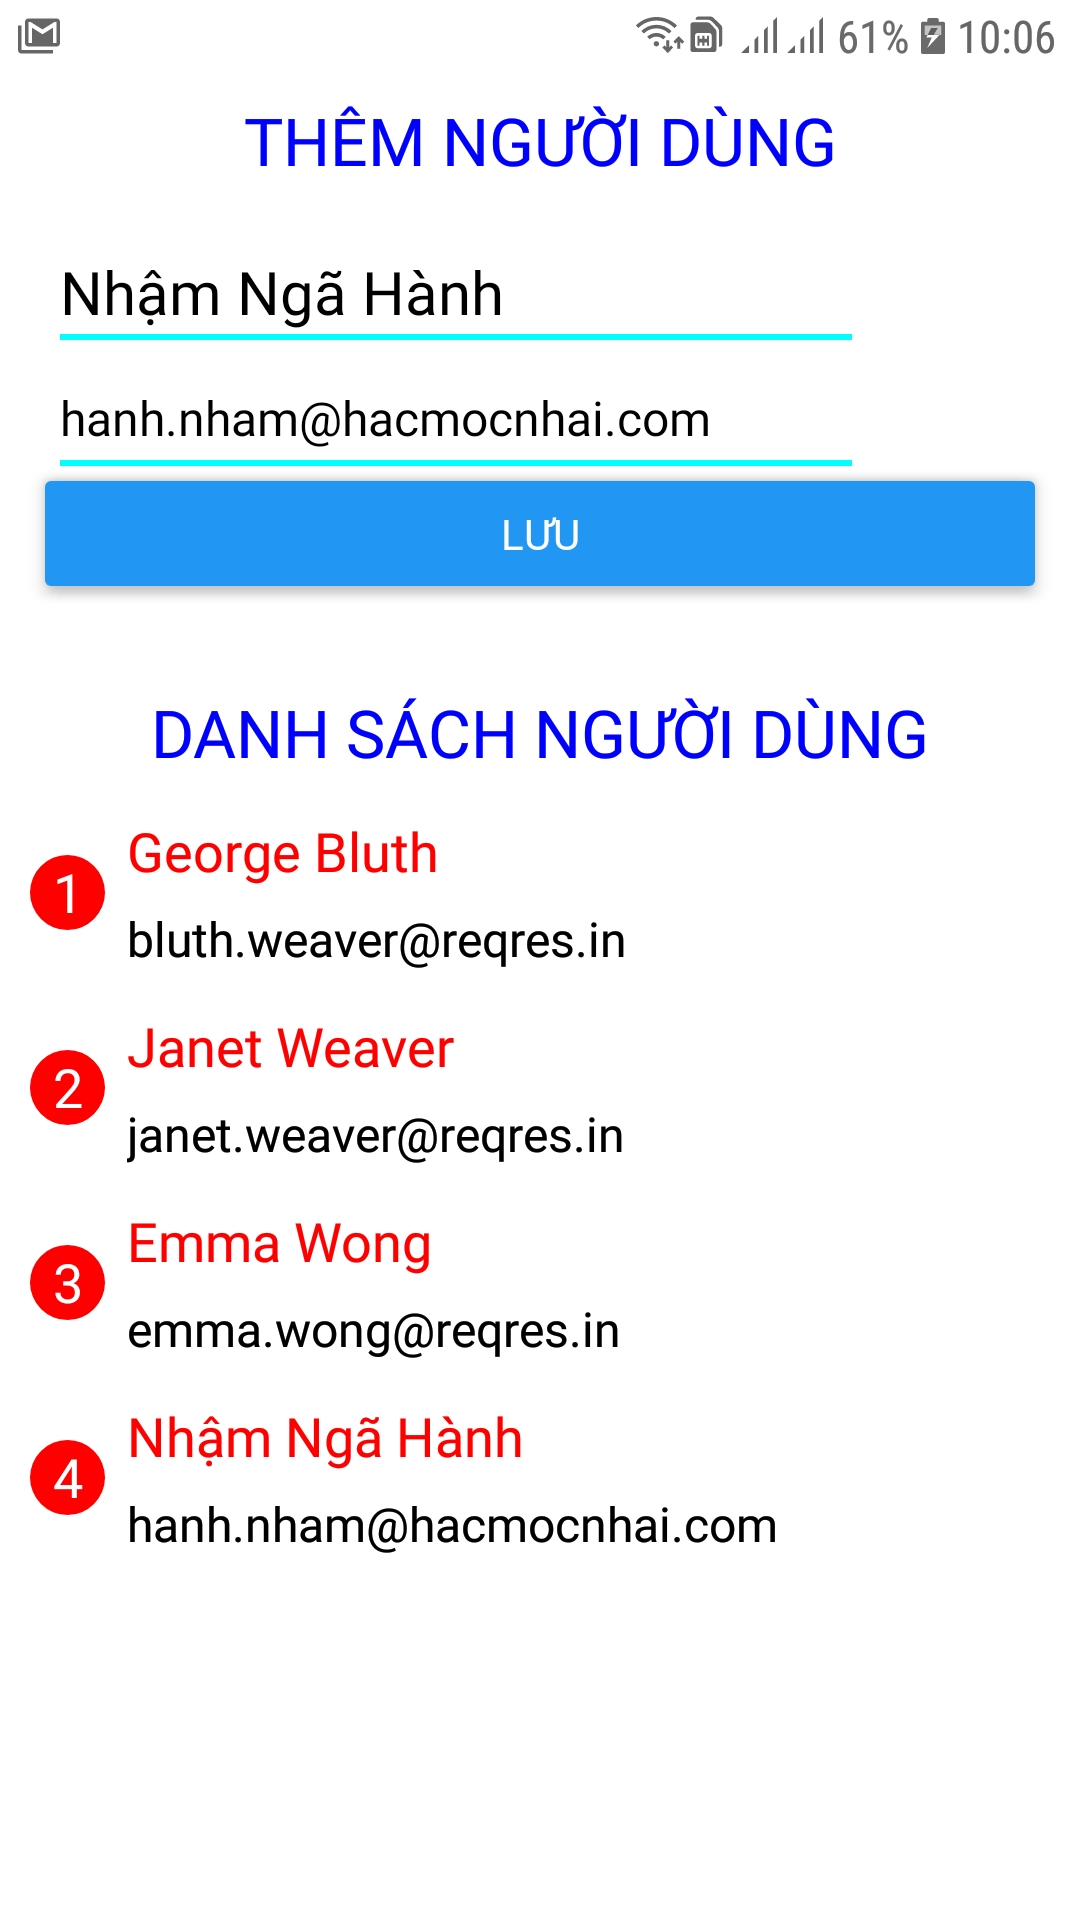 61% 10:06
THÊM NGƯỜI DÙNG
Nhậm Ngã Hành
hanh.nham@hacmocnhai.com
LƯU
DANH SÁCH NGƯỜI DÙNG
1
George Bluth
bluth.weaver@reqres.in
2
Janet Weaver
janet.weaver@reqres.in
3
Emma Wong
emma.wong@reqres.in
4
Nhậm Ngã Hành
hanh.nham@hacmocnhai.com